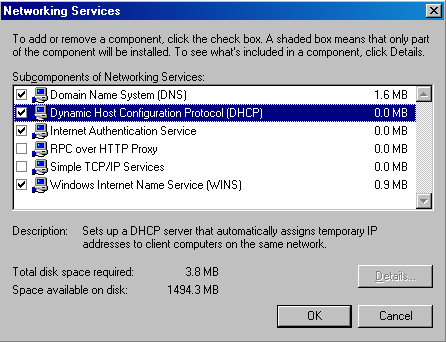 Networking Services
To add or remove a component, click the check box. A shaded box means that only part
of the component will be installed. To see what's included in a component, click Details.
Subcomponents of Networking Services:
Domain Name System (DNS) 1.6 MB
Dynamic Host Configuration Protocol (DHCP) 0.0 MB
Internet Authentication Service 0.0 MB
RPC over HTTP Proxy 0.0 MB
Simple TCP/IP Services 0.0 MB
Windows Internet Name Service (WINS) 0.9 MB
Description: Sets up a DHCP server that automatically assigns temporary IP
addresses to client computers on the same network.
Total disk space required: 3.8 MB
Space available on disk: 1494.3 MB
Details...
OK Cancel